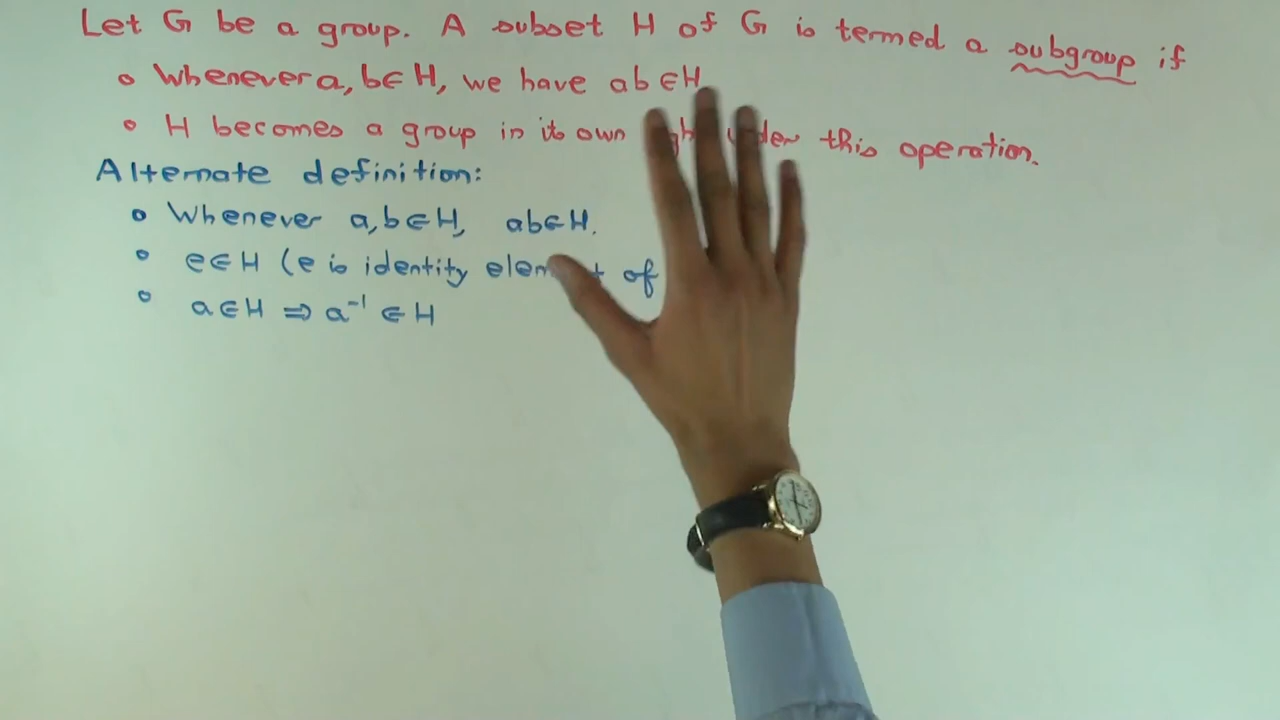 Let G be a group. A subset H of G is termed a subgroup if
• Whenever a, b ∈ H, we have ab ∈ H
• H becomes a group in its own this operation.
Alternate definition:
• Whenever a, b ∈ H, ab ∈ H.
• e ∈ H (e is identity of
• a ∈ H ⇒ a⁻¹ ∈ H